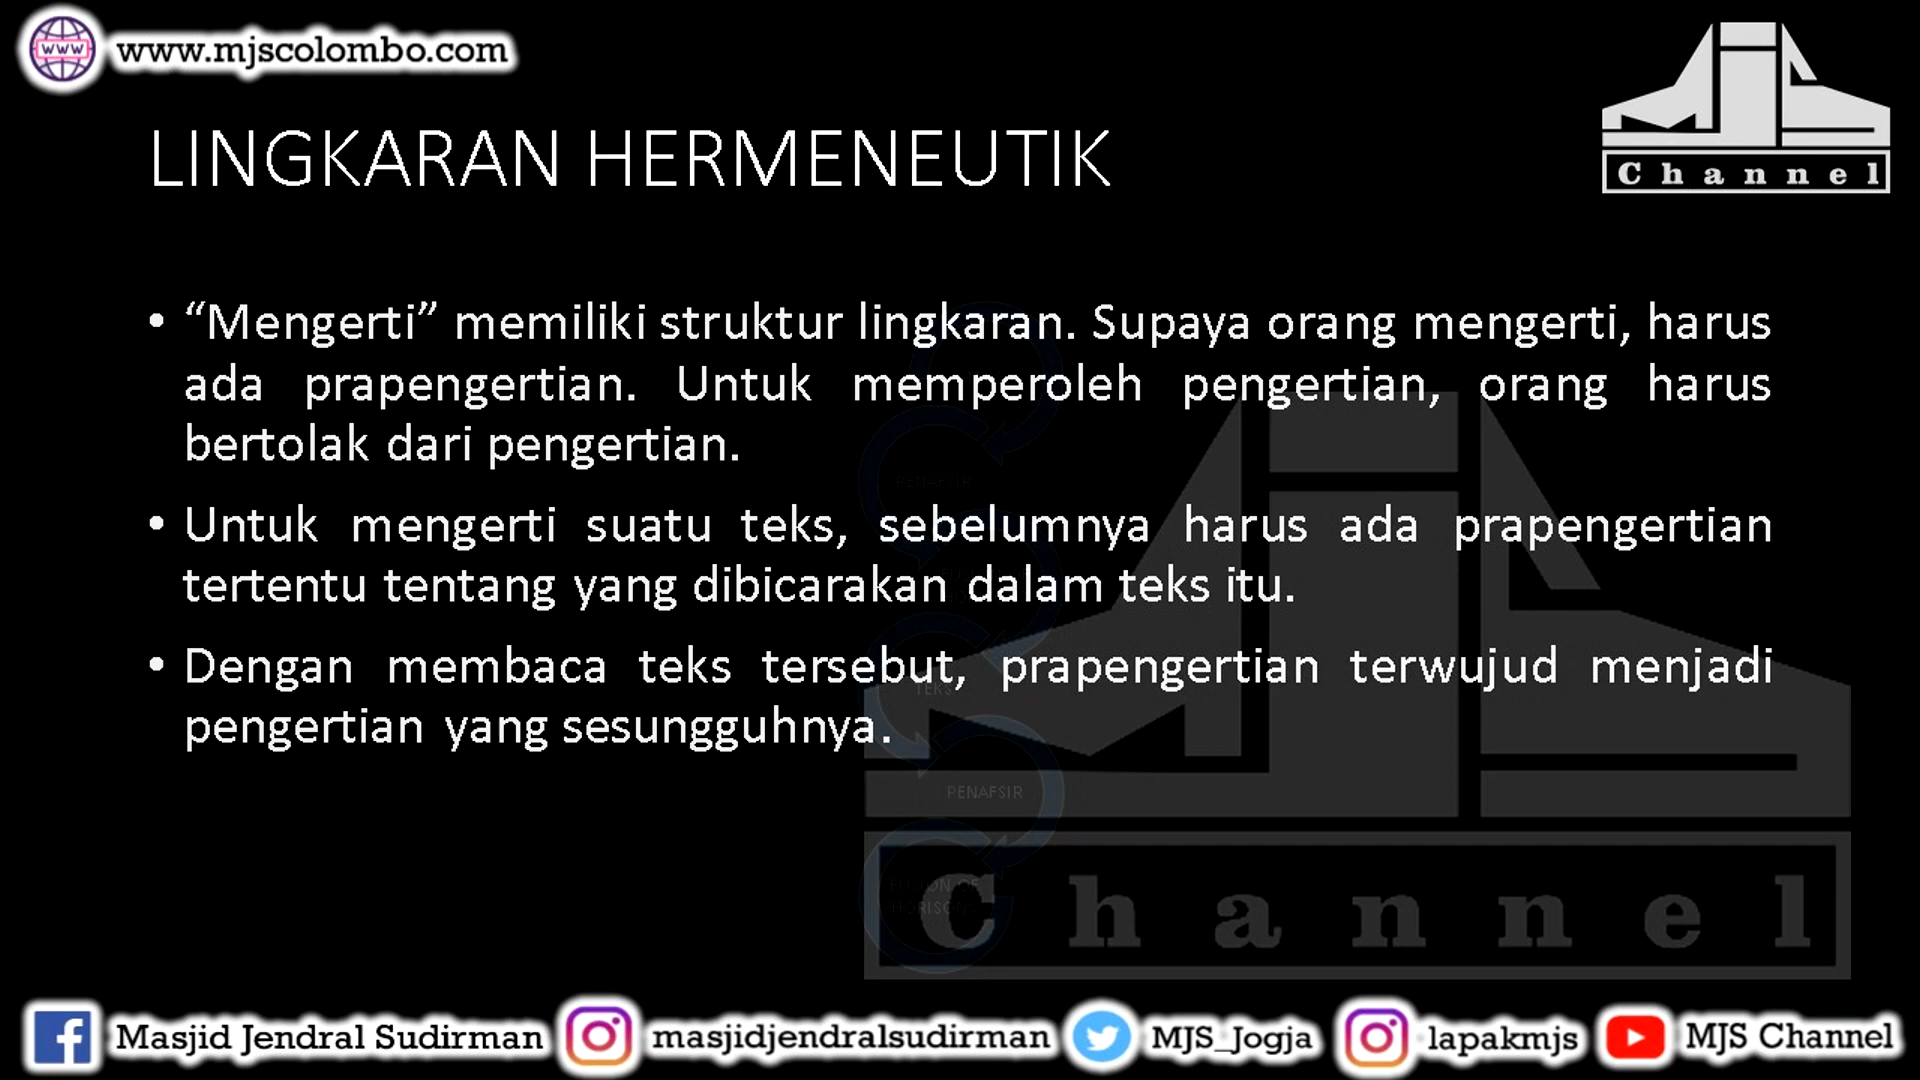 www.mjscolombo.com
Channel
LINGKARAN HERMENEUTIK
• “Mengerti” memiliki struktur lingkaran. Supaya orang mengerti, harus
ada prapengertian. Untuk memperoleh pengertian, orang harus
bertolak dari pengertian.
• Untuk mengerti suatu teks, sebelumnya harus ada prapengertian
tertentu tentang yang dibicarakan dalam teks itu.
• Dengan membaca teks tersebut, prapengertian terwujud menjadi
pengertian yang sesungguhnya.
PENAFSIR
TEKS
PENAFSIR
Channel
Masjid Jendral Sudirman masjidjendralsudirman MJS_Jogja lapakmjs MJS Channel